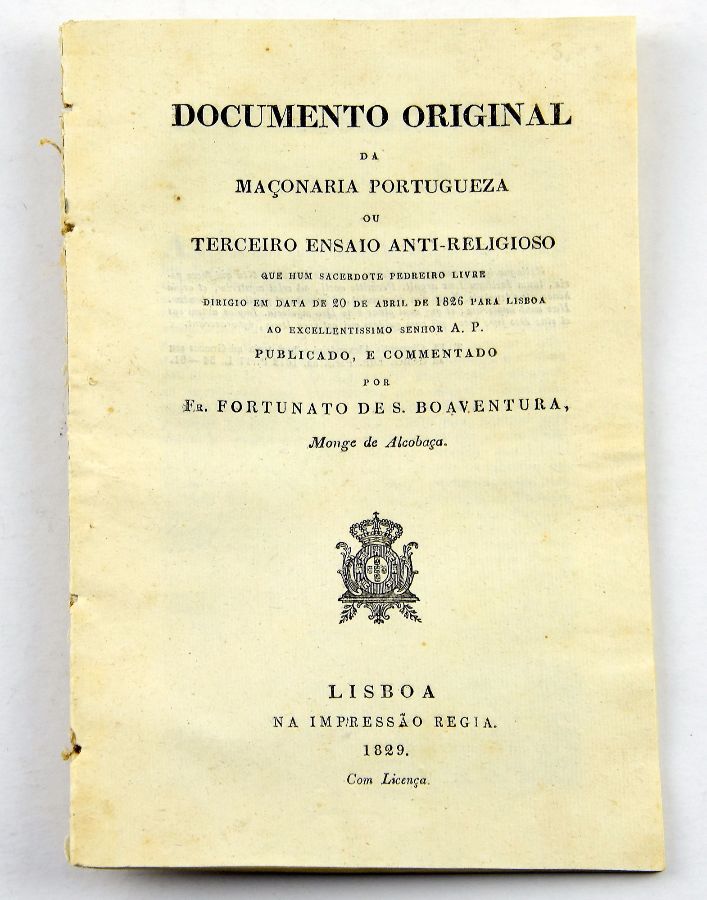 DOCUMENTO ORIGINAL
DA
MAÇONARIA PORTUGUEZA
OU
TERCEIRO ENSAIO ANTI-RELIGIOSO
QUE HUM SACERDOTE PEDREIRO LIVRE
DIRIGIO EM DATA DE 20 DE ABRIL DE 1826 PARA LISBOA
AO EXCELLENTISSIMO SENHOR A. P.
PUBLICADO, E COMMENTADO
POR
FR. FORTUNATO DE S. BOAVENTURA,
Monge de Alcobaça.
LISBOA
NA IMPRESSÃO REGIA.
1829.
Com Licença.